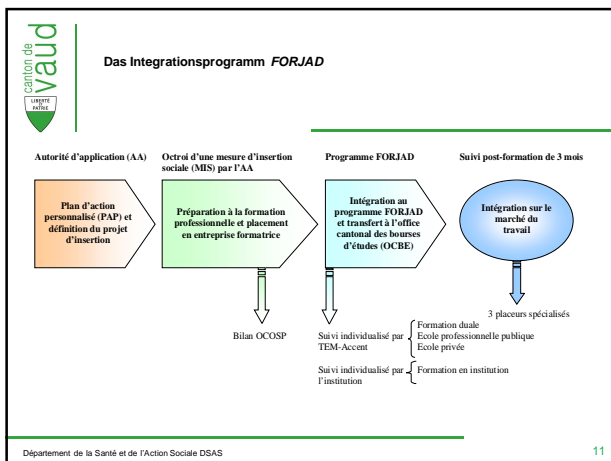 canton de
vaud
LIBERTÉ
ET
PATRIE
Das Integrationsprogramm FORJAD
Autorité d'application (AA)
Octroi d'une mesure d'insertion
sociale (MIS) par l'AA
Programme FORJAD
Suivi post-formation de 3 mois
Plan d'action
personnalisé (PAP) et
définition du projet
d'insertion
Préparation à la formation
professionnelle et placement
en entreprise formatrice
Intégration au
programme FORJAD
et transfert à l'office
cantonal des bourses
d'études (OCBE)
Intégration sur le
marché du
travail
Bilan OCOSP
3 placeurs spécialisés
Suivi individualisé par
TEM-Accent
Formation duale
Ecole professionnelle publique
Ecole privée
Suivi individualisé par
l'institution
Formation en institution
Département de la Santé et de l'Action Sociale DSAS
11